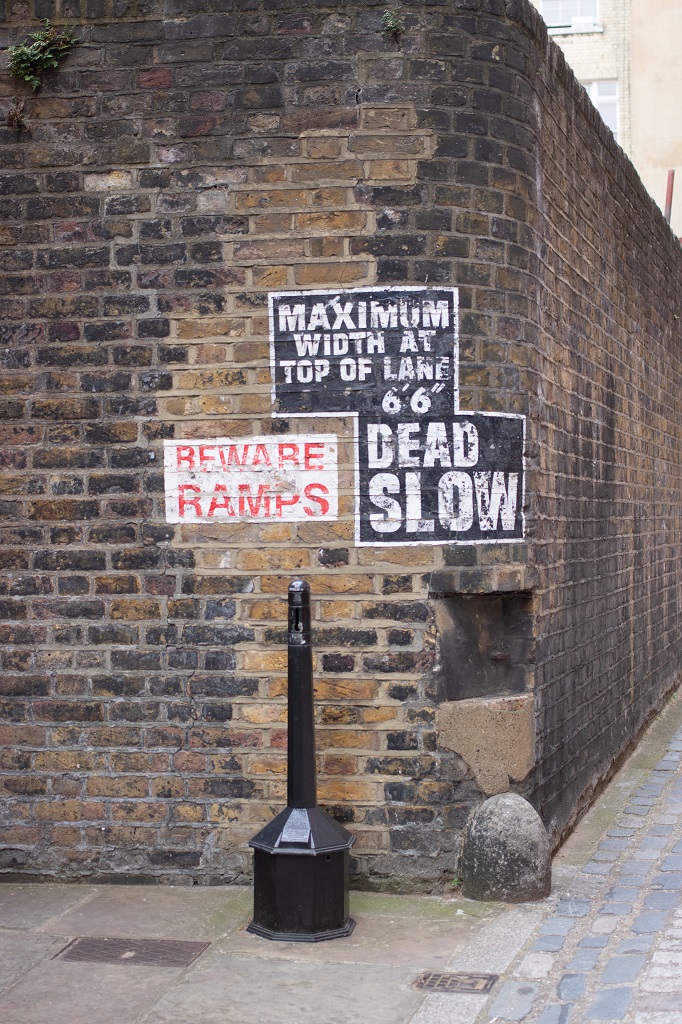 MAXIMUM
WIDTH AT
TOP OF LANE
6'6"
DEAD
SLOW
BEWARE
RAMPS